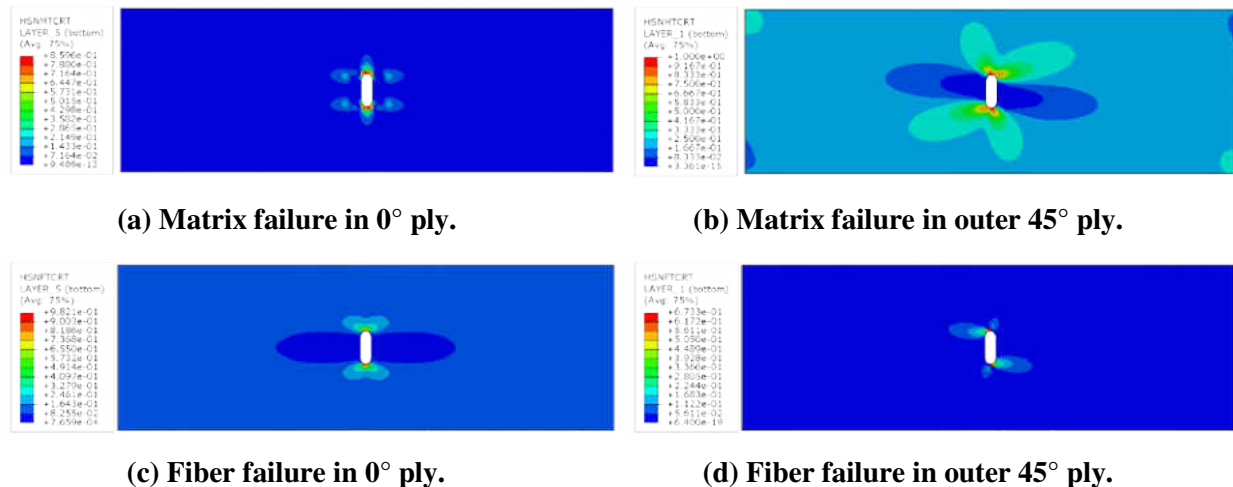 HSNMTCRT
LAYER_5 (bottom)
(Avg: 75%)
+8.596e-01
+7.880e-01
+7.164e-01
+6.447e-01
+5.731e-01
+5.015e-01
+4.298e-01
+3.582e-01
+2.865e-01
+2.149e-01
+1.433e-01
+7.164e-02
+9.486e-12
HSNMTCRT
LAYER_1 (bottom)
(Avg: 75%)
+1.000e+00
+9.167e-01
+8.333e-01
+7.500e-01
+6.667e-01
+5.833e-01
+5.000e-01
+4.167e-01
+3.333e-01
+2.500e-01
+1.667e-01
+8.333e-02
+3.361e-15
(a) Matrix failure in 0° ply.
(b) Matrix failure in outer 45° ply.
HSNFTCRT
LAYER_5 (bottom)
(Avg: 75%)
+9.821e-01
+9.003e-01
+8.186e-01
+7.368e-01
+6.550e-01
+5.732e-01
+4.914e-01
+4.097e-01
+3.279e-01
+2.461e-01
+1.643e-01
+8.255e-02
+7.659e-04
HSNFTCRT
LAYER_1 (bottom)
(Avg: 75%)
+6.733e-01
+6.172e-01
+5.611e-01
+5.050e-01
+4.489e-01
+3.928e-01
+3.366e-01
+2.805e-01
+2.244e-01
+1.683e-01
+1.122e-01
+5.611e-02
+6.400e-19
(c) Fiber failure in 0° ply.
(d) Fiber failure in outer 45° ply.